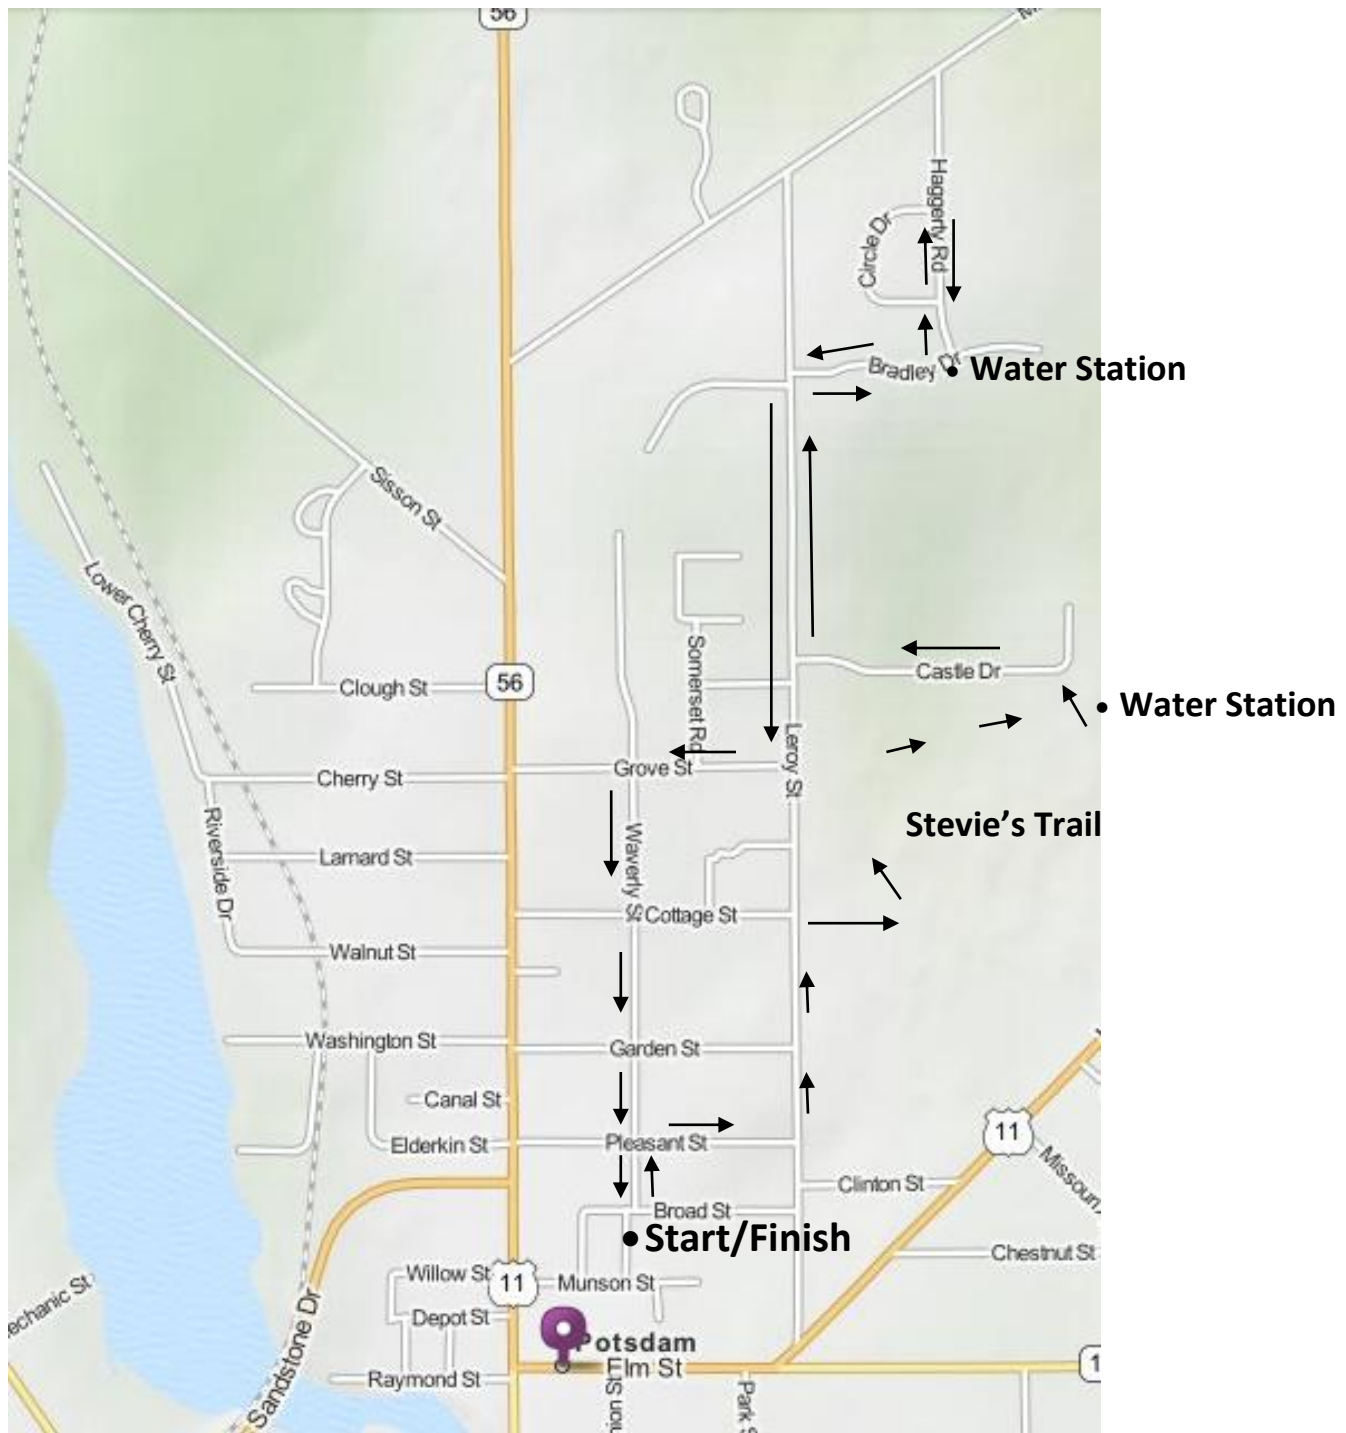 56
Haggerty Rd
Circle Dr
Bradley Dr
Water Station
Sisson St
Lower Cherry St
Somerset Rd
Castle Dr
Clough St
56
Water Station
Leroy St
Grove St
Cherry St
Riverside Dr
Waverly St
Stevie's Trail
Larnard St
Cottage St
Walnut St
Washington St
Garden St
Canal St
11
Elderkin St
Pleasant St
Missouri
Clinton St
Broad St
Start/Finish
Chestnut St
Willow St
11
Munson St
echanic St
Depot St
Sandstone Dr
Potsdam
Elm St
1
Raymond St
nion St
Park S